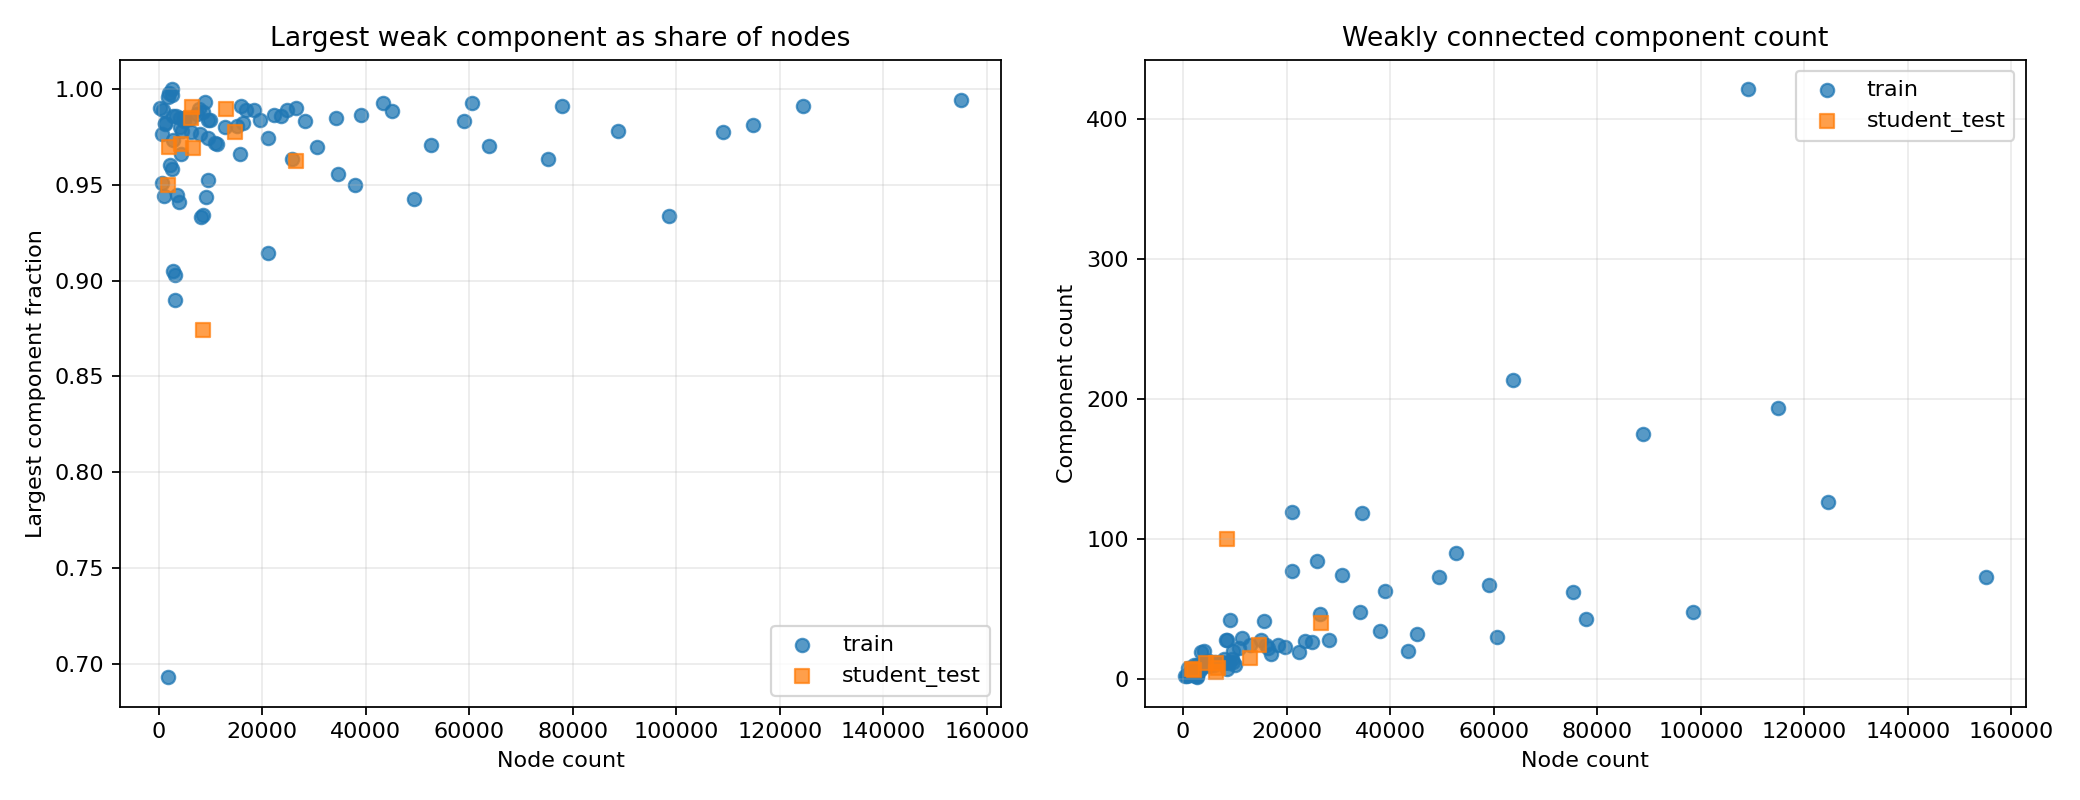 Largest weak component as share of nodes
Largest component fraction
1.00
0.95
0.90
0.85
0.80
0.75
0.70
train
student_test
0 20000 40000 60000 80000 100000 120000 140000 160000
Node count
Weakly connected component count
Component count
400
300
200
100
0
train
student_test
0 20000 40000 60000 80000 100000 120000 140000 160000
Node count